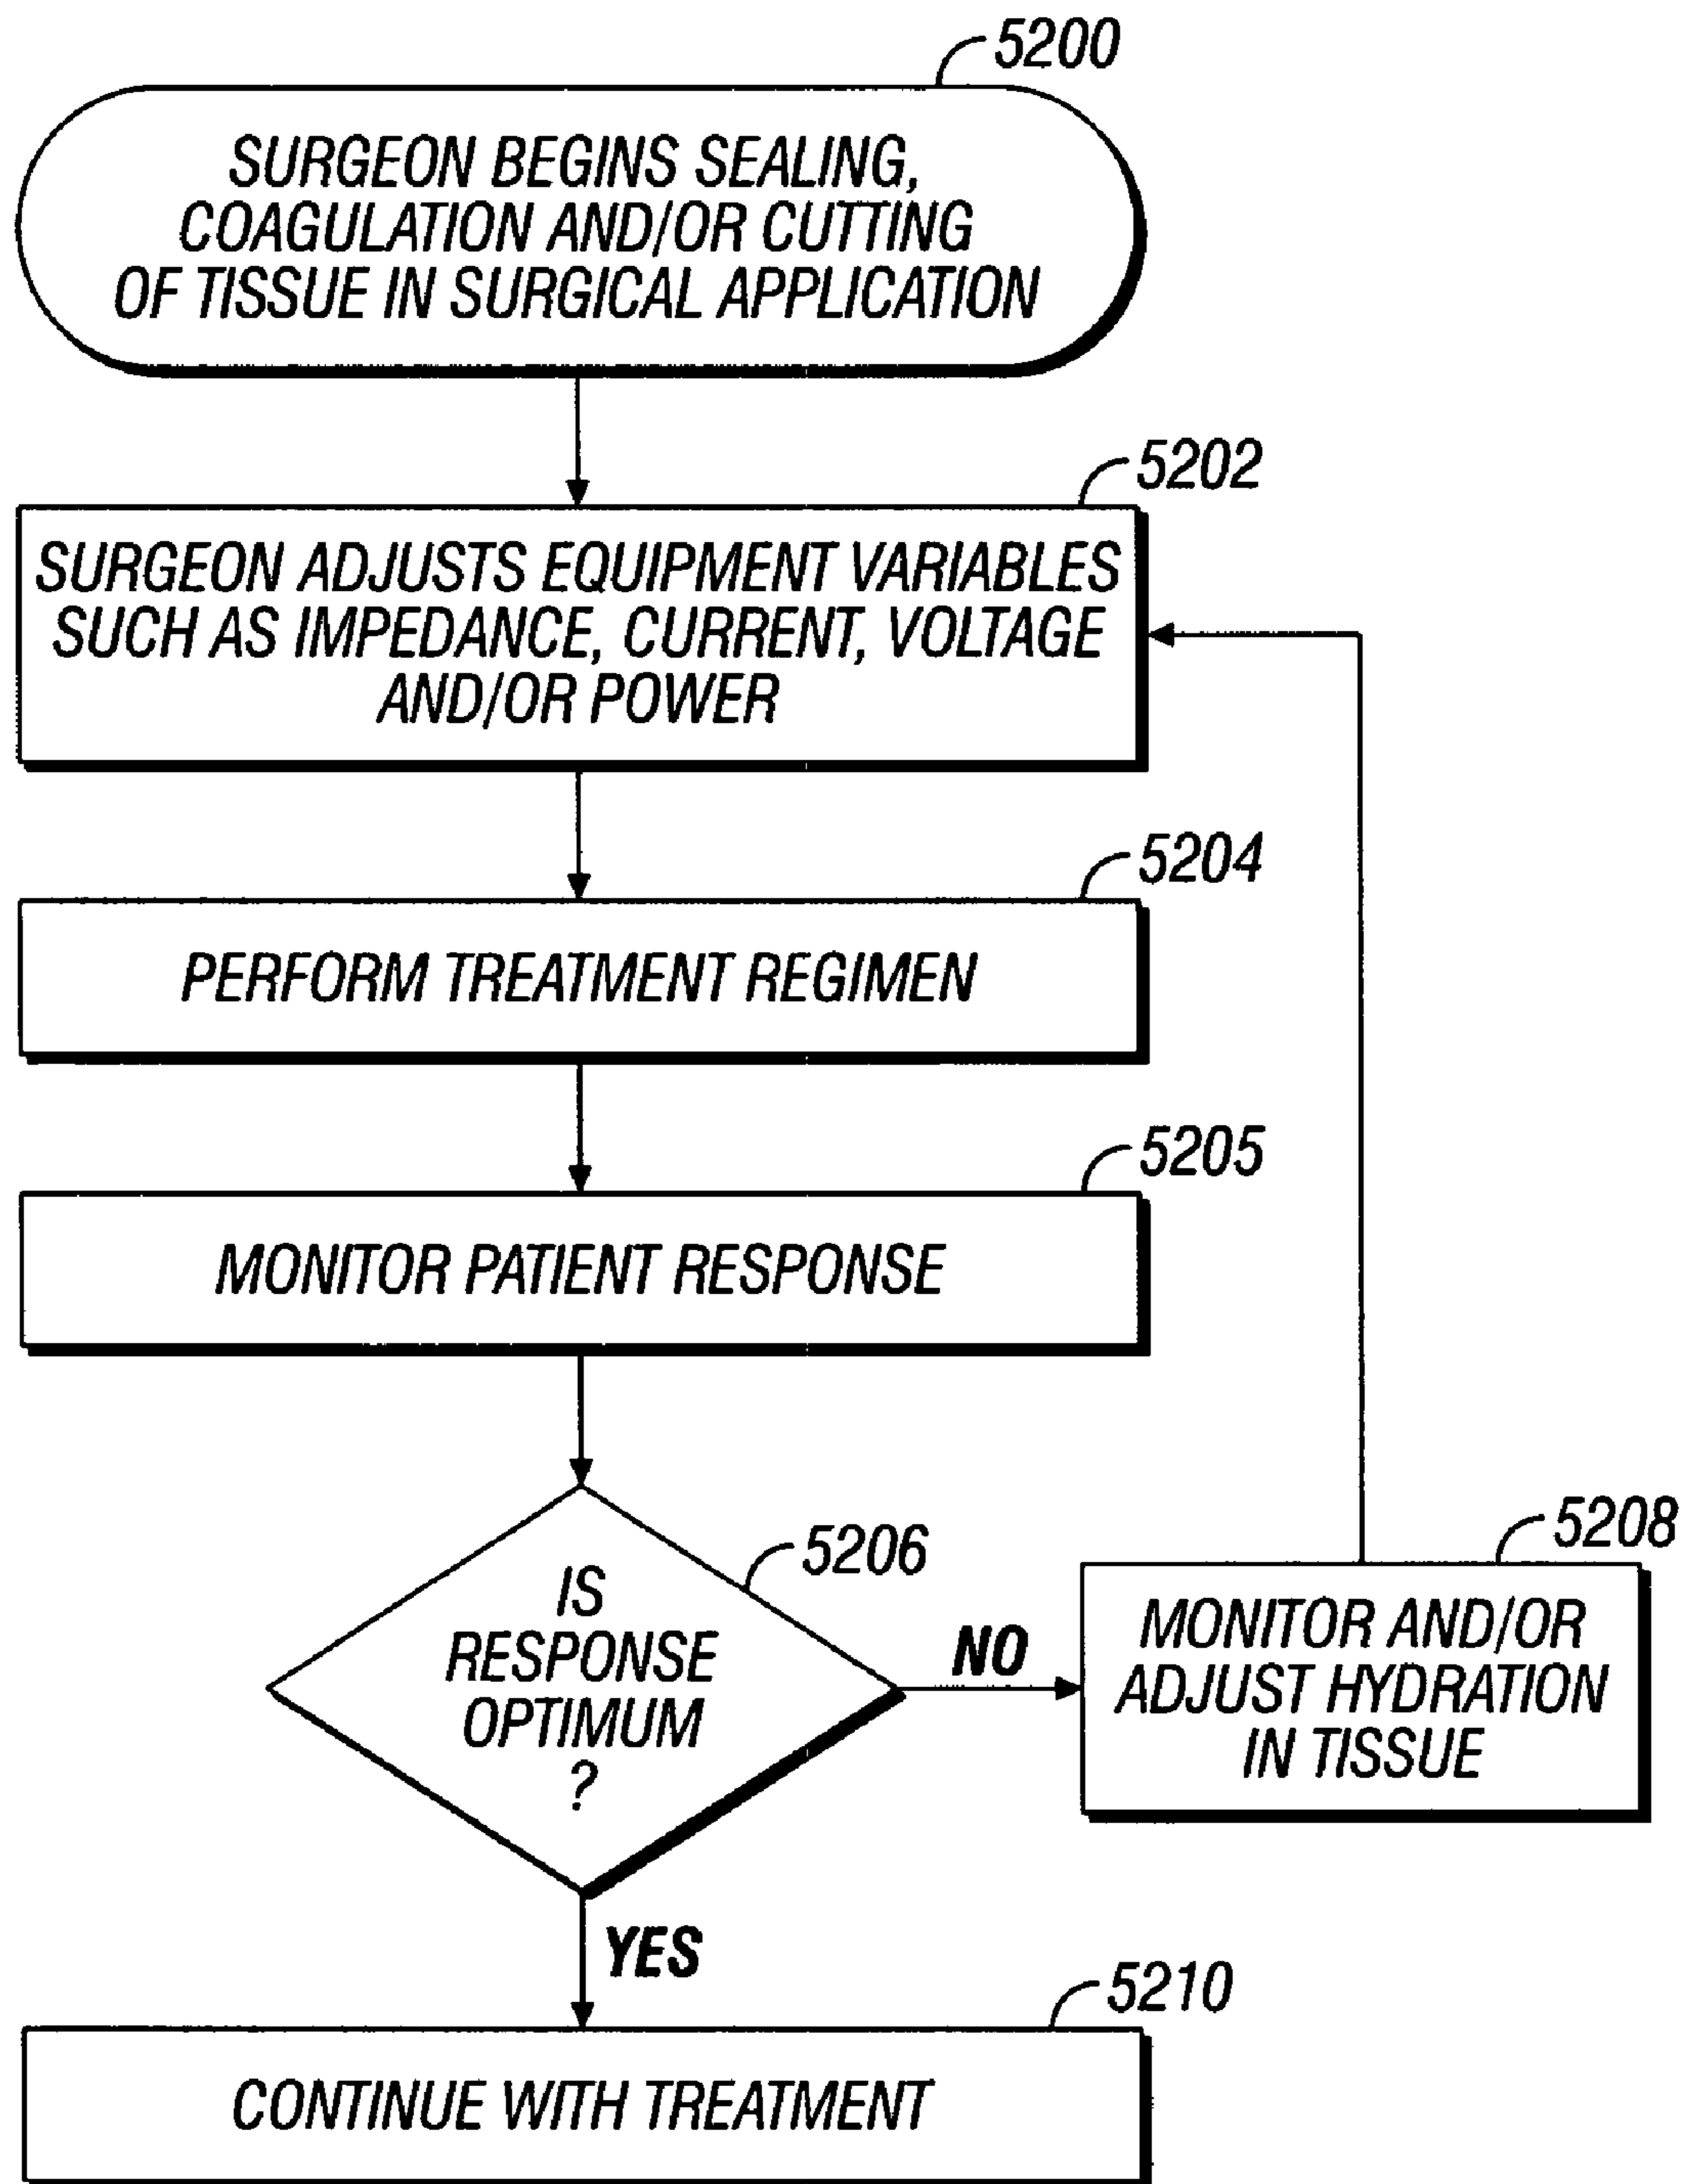 5200
SURGEON BEGINS SEALING,
COAGULATION AND/OR CUTTING
OF TISSUE IN SURGICAL APPLICATION
5202
SURGEON ADJUSTS EQUIPMENT VARIABLES
SUCH AS IMPEDANCE, CURRENT, VOLTAGE
AND/OR POWER
5204
PERFORM TREATMENT REGIMEN
5205
MONITOR PATIENT RESPONSE
5206
IS
RESPONSE
OPTIMUM
?
NO
5208
MONITOR AND/OR
ADJUST HYDRATION
IN TISSUE
YES
5210
CONTINUE WITH TREATMENT